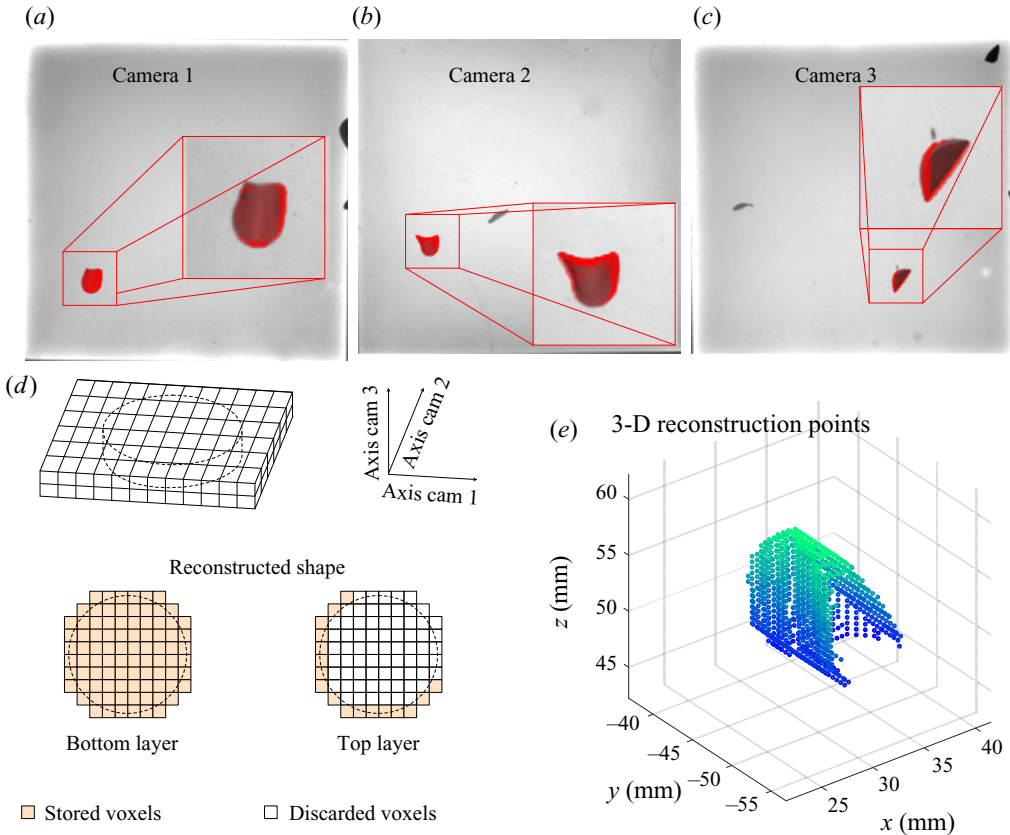 (a)
(b)
(c)
Camera 1
Camera 2
Camera 3
(d)
Axis cam 3
Axis cam 2
Axis cam 1
Reconstructed shape
Bottom layer
Top layer
Stored voxels
Discarded voxels
(e)
3-D reconstruction points
60
55
50
45
z (mm)
–40
–45
–50
–55
y (mm)
25
30
35
40
x (mm)